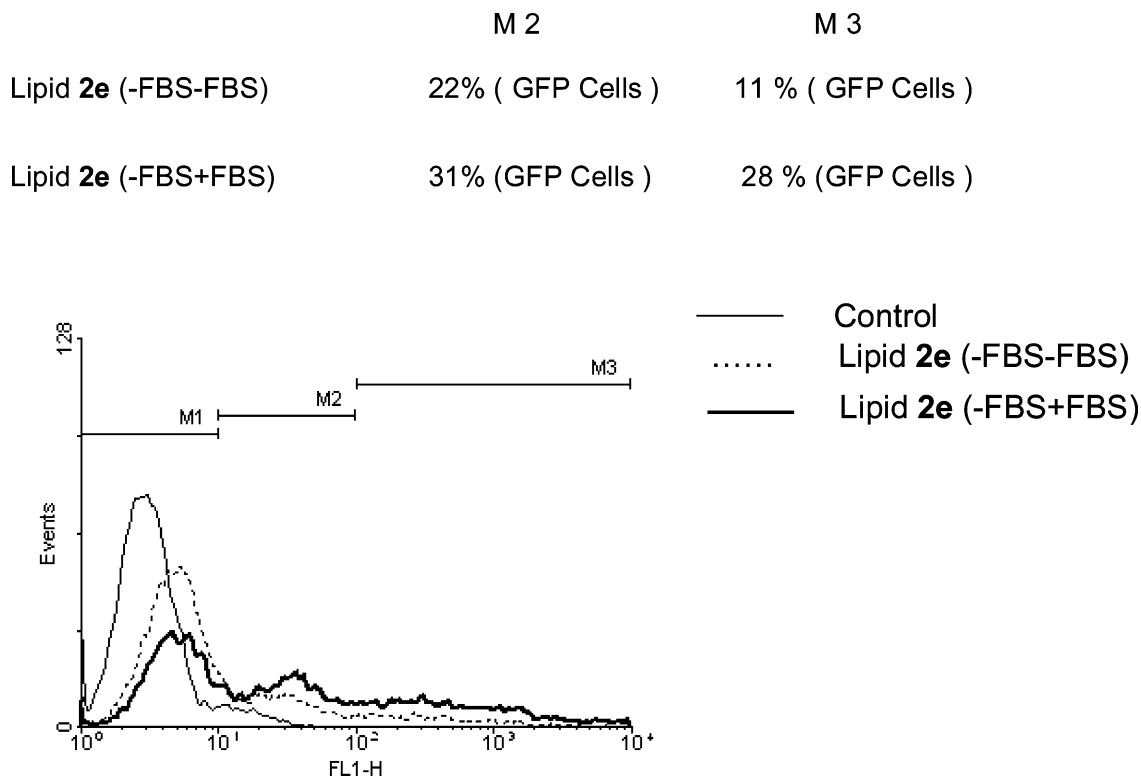 M 2 M 3
Lipid 2e (-FBS-FBS) 22% ( GFP Cells ) 11 % ( GFP Cells )
Lipid 2e (-FBS+FBS) 31% (GFP Cells ) 28 % (GFP Cells )
Control
Lipid 2e (-FBS-FBS)
Lipid 2e (-FBS+FBS)
128
M3
M2
M1
Events
0
10⁰ 10¹ 10² 10³ 10⁴
FL1-H